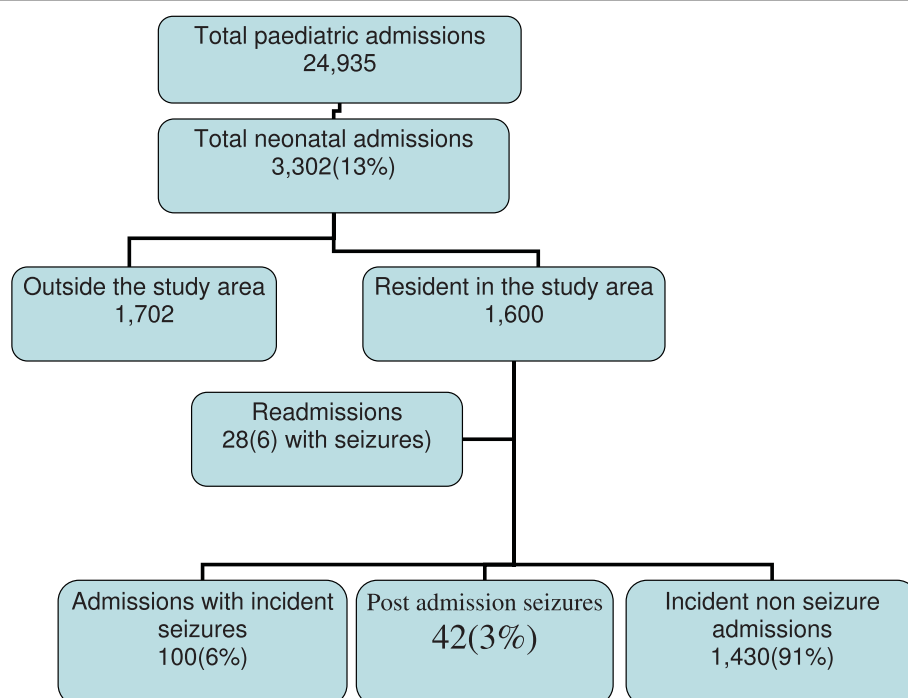 Total paediatric admissions
24,935
Total neonatal admissions
3,302(13%)
Outside the study area
1,702
Resident in the study area
1,600
Readmissions
28(6) with seizures)
Admissions with incident
seizures
100(6%)
Post admission seizures
42(3%)
Incident non seizure
admissions
1,430(91%)